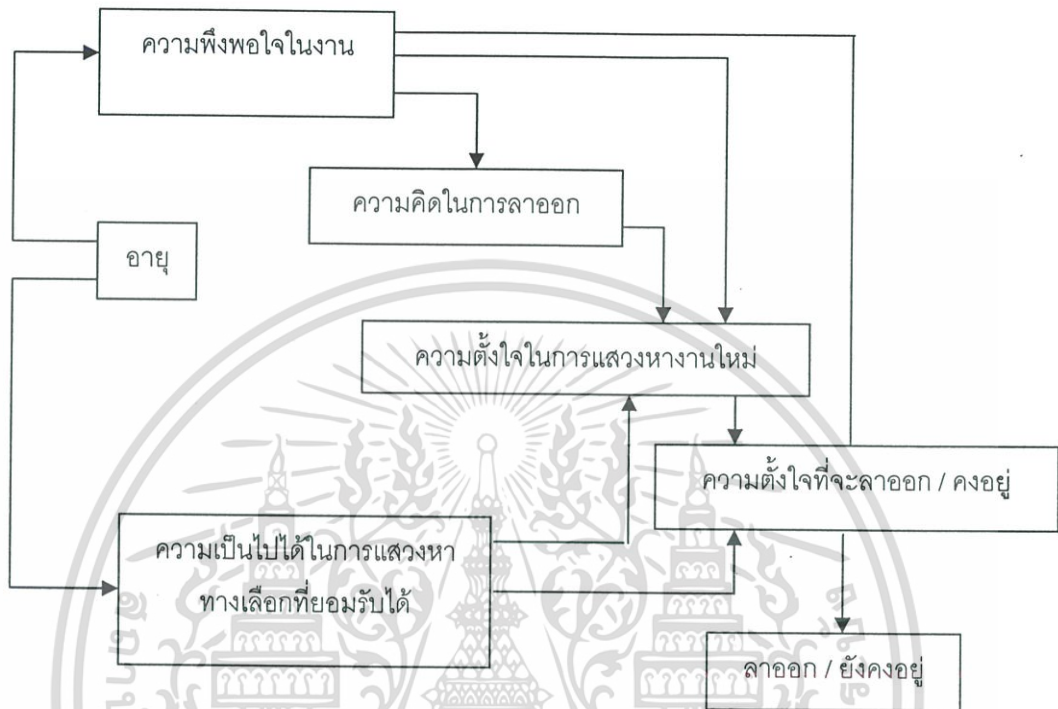 ความพึงพอใจในงาน
ความคิดในการลาออก
อายุ
ความตั้งใจในการแสวงหางานใหม่
ความตั้งใจที่จะลาออก / คงอยู่
ความเป็นไปได้ในการแสวงหา
ทางเลือกที่ยอมรับได้
ลาออก / ยังคงอยู่